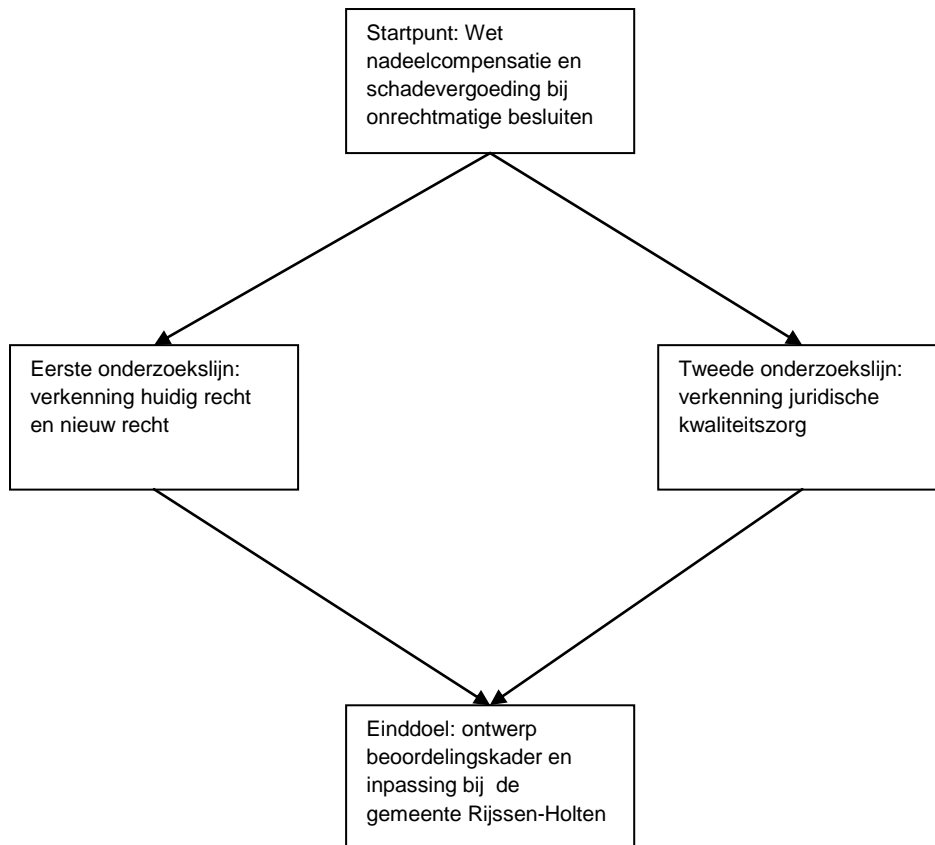 Startpunt: Wet
nadeelcompensatie en
schadevergoeding bij
onrechtmatige besluiten
Eerste onderzoekslijn:
verkenning huidig recht
en nieuw recht
Tweede onderzoekslijn:
verkenning juridische
kwaliteitszorg
Einddoel: ontwerp
beoordelingskader en
inpassing bij  de
gemeente Rijssen-Holten